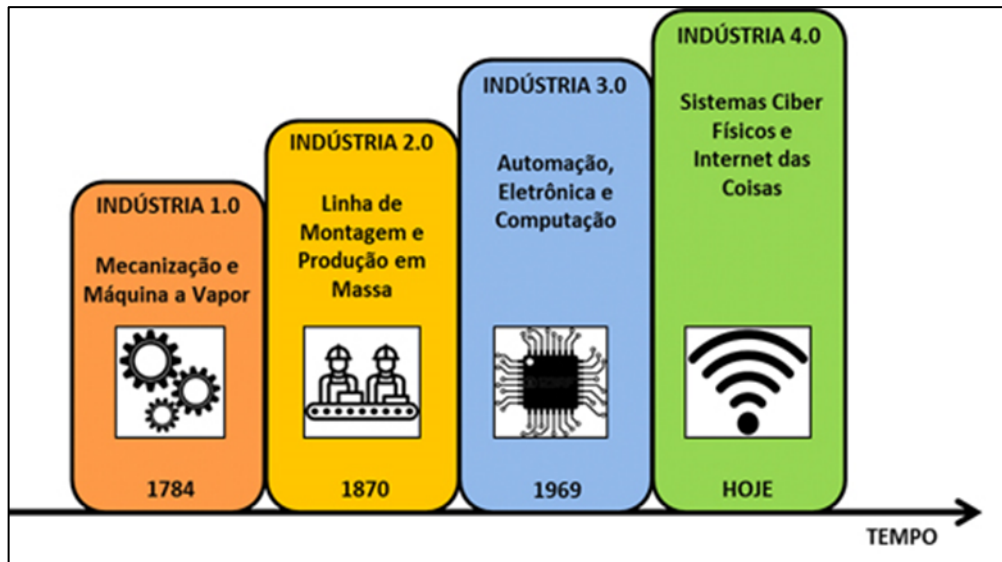 INDÚSTRIA 1.0
Mecanização e
Máquina a Vapor
1784
INDÚSTRIA 2.0
Linha de
Montagem e
Produção em
Massa
1870
INDÚSTRIA 3.0
Automação,
Eletrônica e
Computação
1969
INDÚSTRIA 4.0
Sistemas Ciber
Físicos e
Internet das
Coisas
HOJE
TEMPO